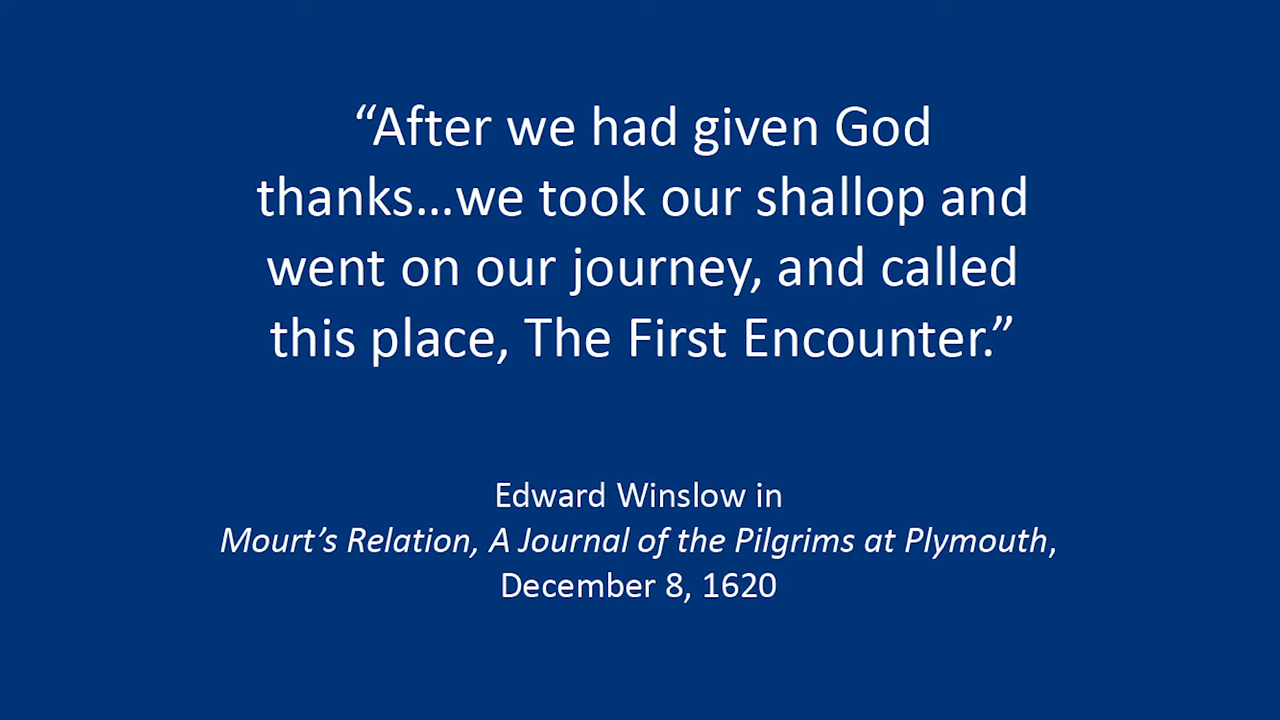 “After we had given God
thanks…we took our shallop and
went on our journey, and called
this place, The First Encounter.”
Edward Winslow in
Mourt’s Relation, A Journal of the Pilgrims at Plymouth,
December 8, 1620